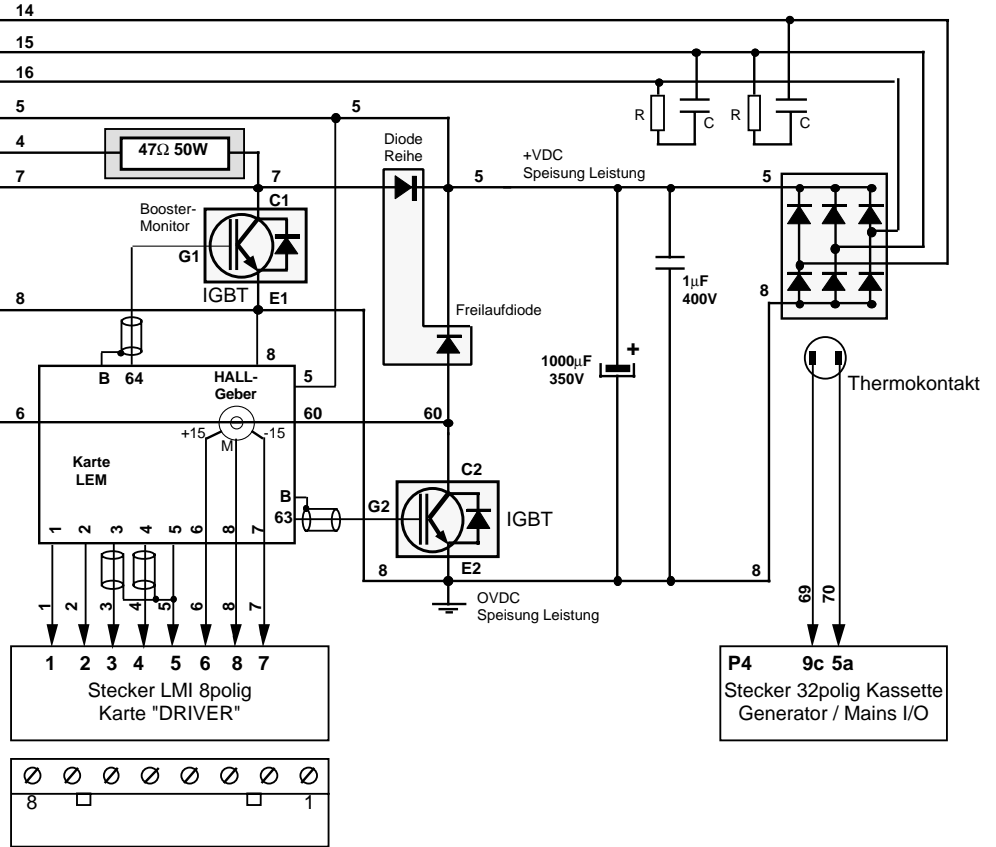 14
15
16
5
5
4
47Ω 50W
7
7
R
C
R
C
Diode
Reihe
+VDC
Speisung Leistung
5
5
C1
Booster-
Monitor
G1
IGBT
E1
8
8
Freilaufdiode
1µF
400V
8
1000µF
350V
+
Thermokontakt
B 64
HALL-
Geber
8
5
6
60
60
+15
M
-15
Karte
LEM
C2
B
63
G2
IGBT
E2
1 2 3 4 5 6 8 7
8
8
OVDC
Speisung Leistung
1 2 3 4 5 6 8 7
69 70
1 2 3 4 5 6 8 7
Stecker LMI 8polig
Karte "DRIVER"
P4 9c 5a
Stecker 32polig Kassette
Generator / Mains I/O
8 1